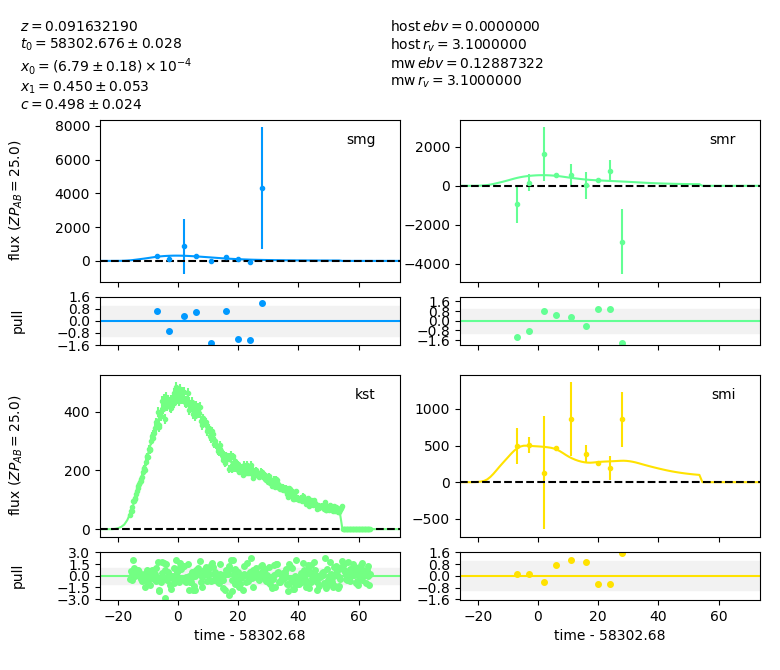 z = 0.091632190
t₀ = 58302.676 ± 0.028
x₀ = (6.79 ± 0.18) × 10⁻⁴
x₁ = 0.450 ± 0.053
c = 0.498 ± 0.024
host ebv = 0.0000000
host r_v = 3.1000000
mw ebv = 0.12887322
mw r_v = 3.1000000
flux (ZP_AB = 25.0)
8000
6000
4000
2000
0
smg
2000
0
−2000
−4000
smr
pull
1.6
0.8
0.0
−0.8
−1.6
1.6
0.8
0.0
−0.8
−1.6
flux (ZP_AB = 25.0)
400
200
0
kst
1000
500
0
−500
smi
pull
3.0
1.5
0.0
−1.5
−3.0
1.6
0.8
0.0
−0.8
−1.6
−20 0 20 40 60
−20 0 20 40 60
time - 58302.68
time - 58302.68